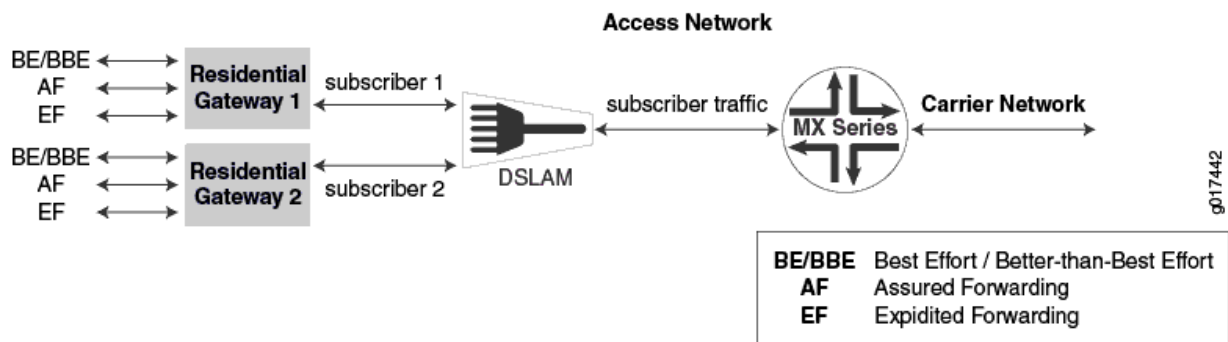 Access Network
BE/BBE
AF
EF
Residential
Gateway 1
subscriber 1
BE/BBE
AF
EF
Residential
Gateway 2
subscriber 2
DSLAM
subscriber traffic
MX Series
Carrier Network
g017442
BE/BBE Best Effort / Better-than-Best Effort
AF Assured Forwarding
EF Expidited Forwarding